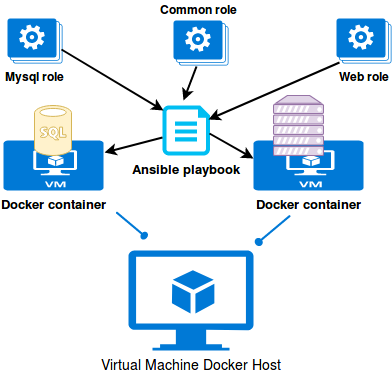 Common role
Mysql role
Web role
SQL
Ansible playbook
VM
VM
Docker container
Docker container
Virtual Machine Docker Host